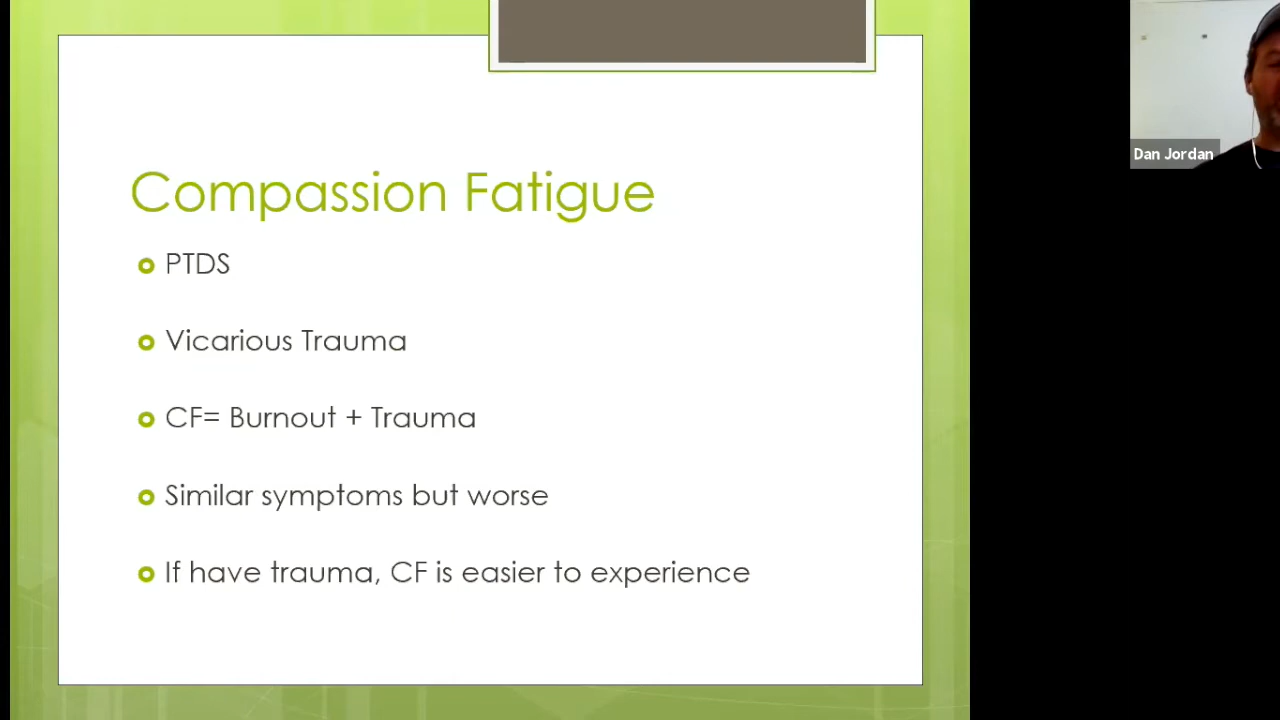 Compassion Fatigue
PTDS
Vicarious Trauma
CF= Burnout + Trauma
Similar symptoms but worse
If have trauma, CF is easier to experience
Dan Jordan